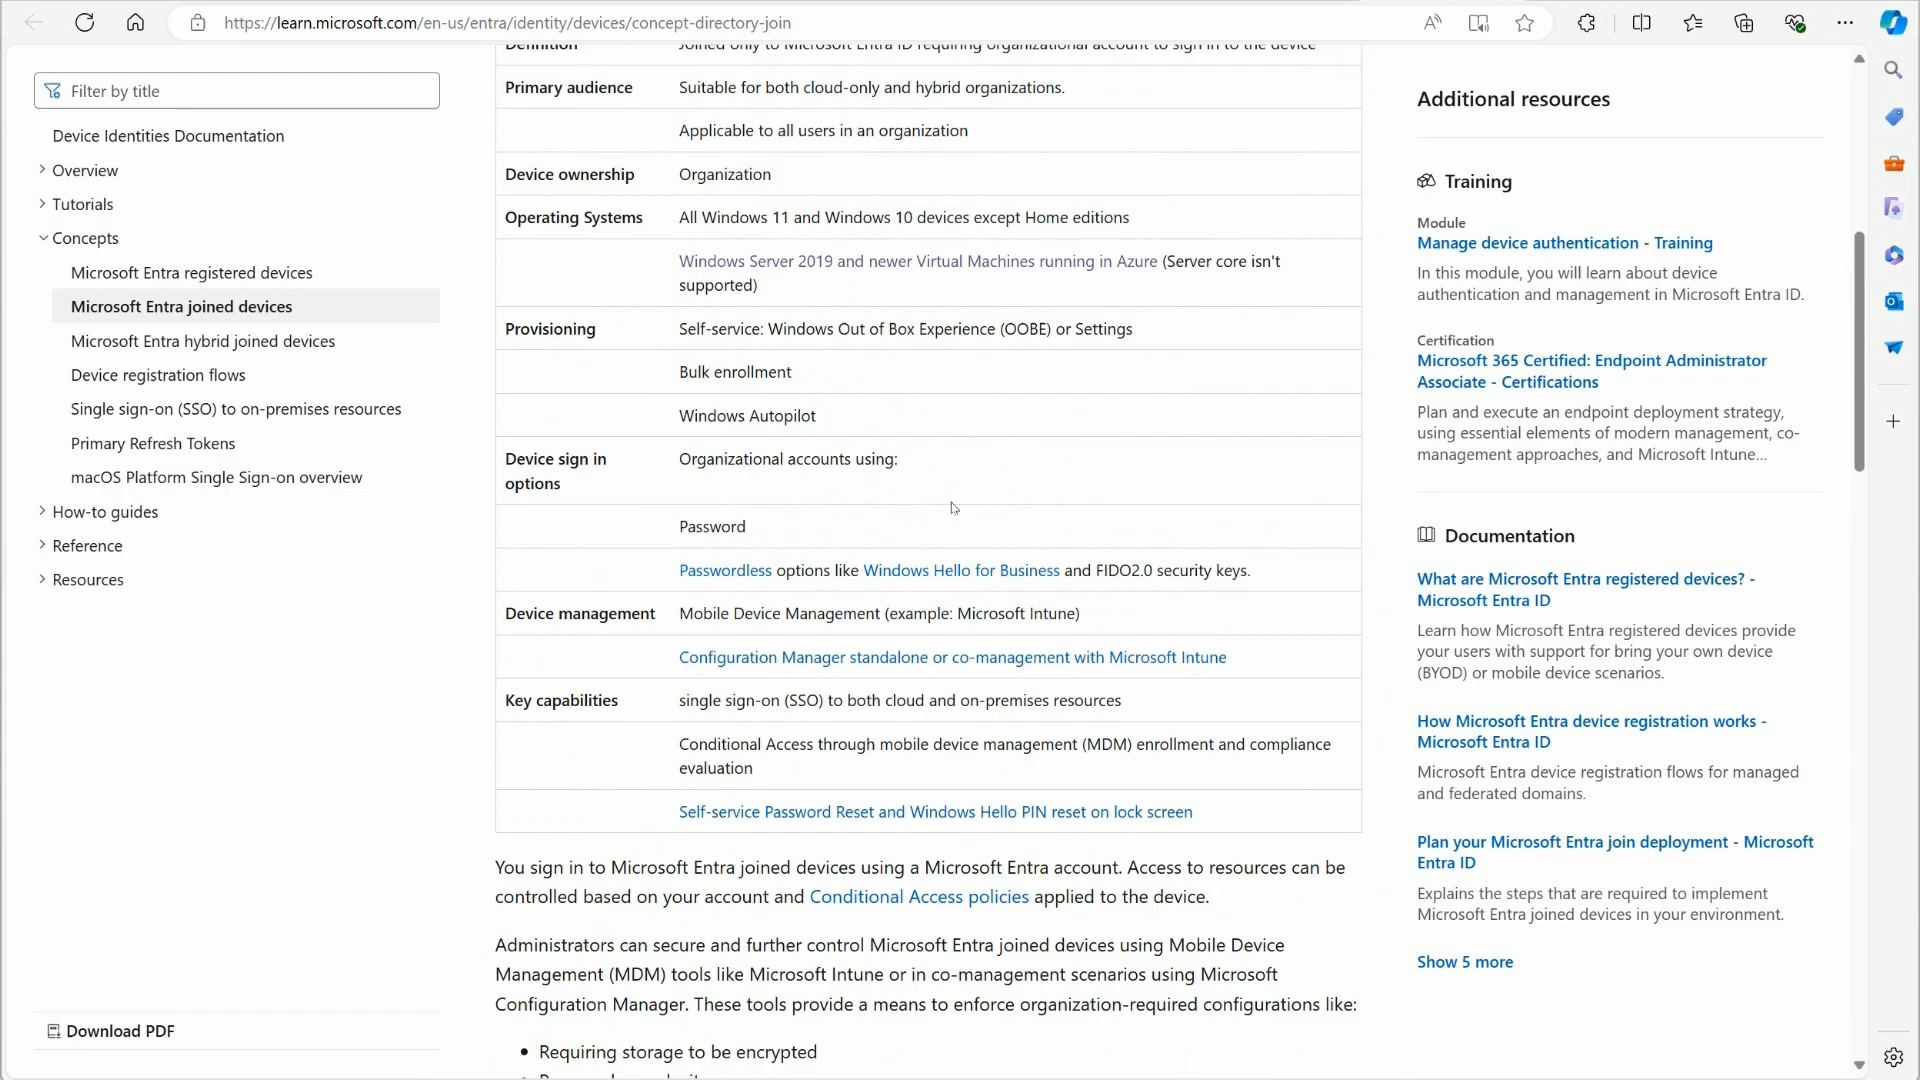 https://learn.microsoft.com/en-us/entra/identity/devices/concept-directory-join
Filter by title
Device Identities Documentation
Overview
Tutorials
Concepts
Microsoft Entra registered devices
Microsoft Entra joined devices
Microsoft Entra hybrid joined devices
Device registration flows
Single sign-on (SSO) to on-premises resources
Primary Refresh Tokens
macOS Platform Single Sign-on overview
How-to guides
Reference
Resources
Download PDF
Definition Joined only to Microsoft Entra ID requiring organizational account to sign in to the device
Primary audience Suitable for both cloud-only and hybrid organizations.
Applicable to all users in an organization
Device ownership Organization
Operating Systems All Windows 11 and Windows 10 devices except Home editions
Windows Server 2019 and newer Virtual Machines running in Azure (Server core isn't
supported)
Provisioning Self-service: Windows Out of Box Experience (OOBE) or Settings
Bulk enrollment
Windows Autopilot
Device sign in Organizational accounts using:
options
Password
Passwordless options like Windows Hello for Business and FIDO2.0 security keys.
Device management Mobile Device Management (example: Microsoft Intune)
Configuration Manager standalone or co-management with Microsoft Intune
Key capabilities single sign-on (SSO) to both cloud and on-premises resources
Conditional Access through mobile device management (MDM) enrollment and compliance
evaluation
Self-service Password Reset and Windows Hello PIN reset on lock screen
You sign in to Microsoft Entra joined devices using a Microsoft Entra account. Access to resources can be
controlled based on your account and Conditional Access policies applied to the device.
Administrators can secure and further control Microsoft Entra joined devices using Mobile Device
Management (MDM) tools like Microsoft Intune or in co-management scenarios using Microsoft
Configuration Manager. These tools provide a means to enforce organization-required configurations like:
• Requiring storage to be encrypted
Additional resources
Training
Module
Manage device authentication - Training
In this module, you will learn about device
authentication and management in Microsoft Entra ID.
Certification
Microsoft 365 Certified: Endpoint Administrator
Associate - Certifications
Plan and execute an endpoint deployment strategy,
using essential elements of modern management, co-
management approaches, and Microsoft Intune...
Documentation
What are Microsoft Entra registered devices? -
Microsoft Entra ID
Learn how Microsoft Entra registered devices provide
your users with support for bring your own device
(BYOD) or mobile device scenarios.
How Microsoft Entra device registration works -
Microsoft Entra ID
Microsoft Entra device registration flows for managed
and federated domains.
Plan your Microsoft Entra join deployment - Microsoft
Entra ID
Explains the steps that are required to implement
Microsoft Entra joined devices in your environment.
Show 5 more